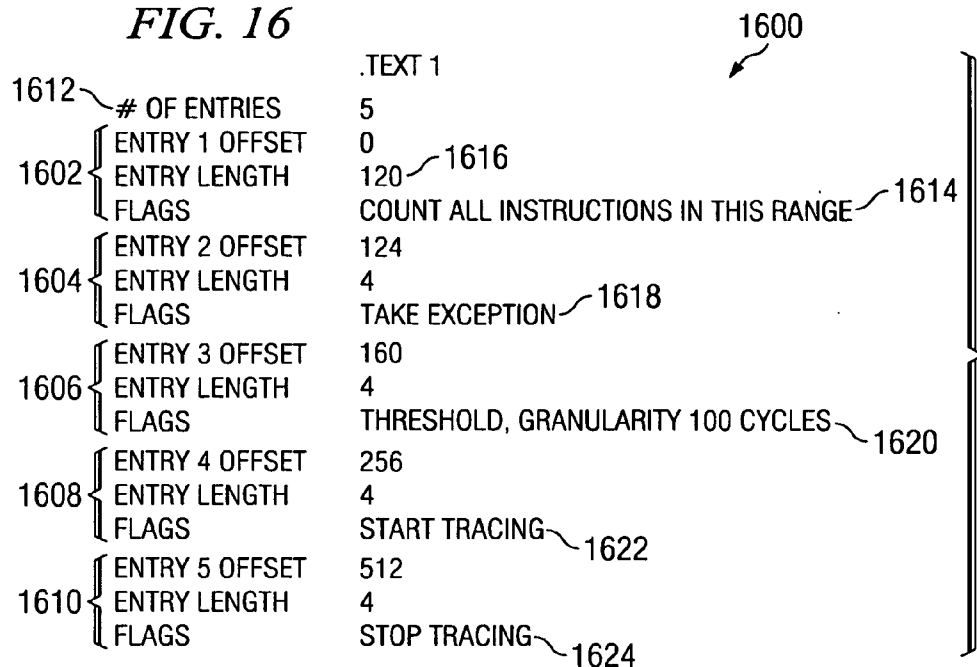 FIG. 16
1600
.TEXT 1
1612 # OF ENTRIES 5
ENTRY 1 OFFSET 0
1602 ENTRY LENGTH 120 1616
FLAGS COUNT ALL INSTRUCTIONS IN THIS RANGE 1614
ENTRY 2 OFFSET 124
1604 ENTRY LENGTH 4
FLAGS TAKE EXCEPTION 1618
ENTRY 3 OFFSET 160
1606 ENTRY LENGTH 4
FLAGS THRESHOLD, GRANULARITY 100 CYCLES 1620
ENTRY 4 OFFSET 256
1608 ENTRY LENGTH 4
FLAGS START TRACING 1622
ENTRY 5 OFFSET 512
1610 ENTRY LENGTH 4
FLAGS STOP TRACING 1624